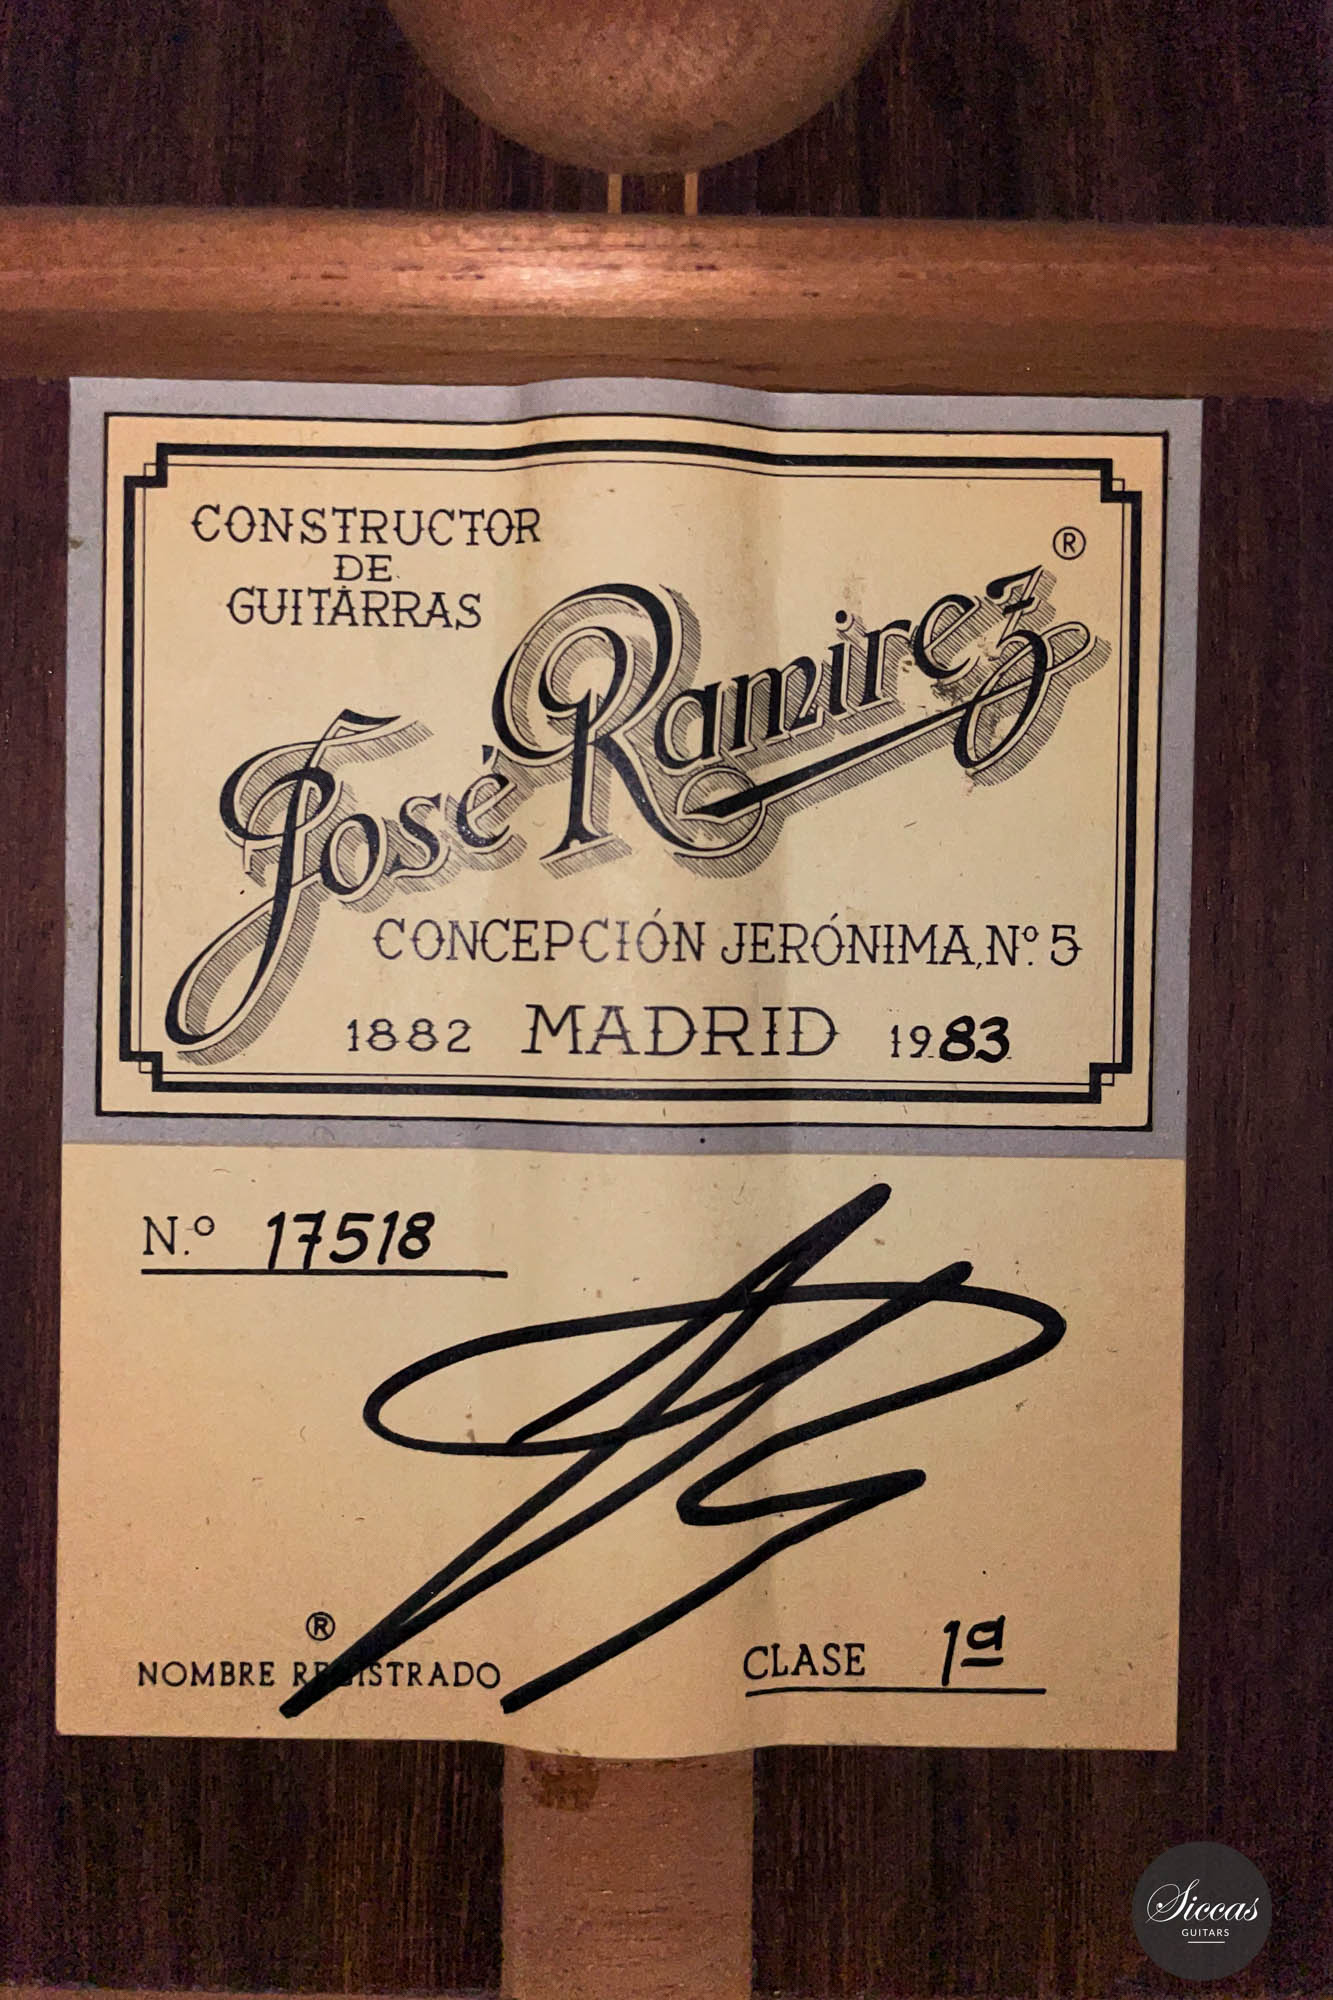 CONSTRUCTOR
DE
GUITARRAS
José Ramirez ®
CONCEPCIÓN JERÓNIMA, Nº. 5
1882 MADRID 1983
N.º 17518
®
NOMBRE REGISTRADO
CLASE 1ª
Siccas
GUITARS